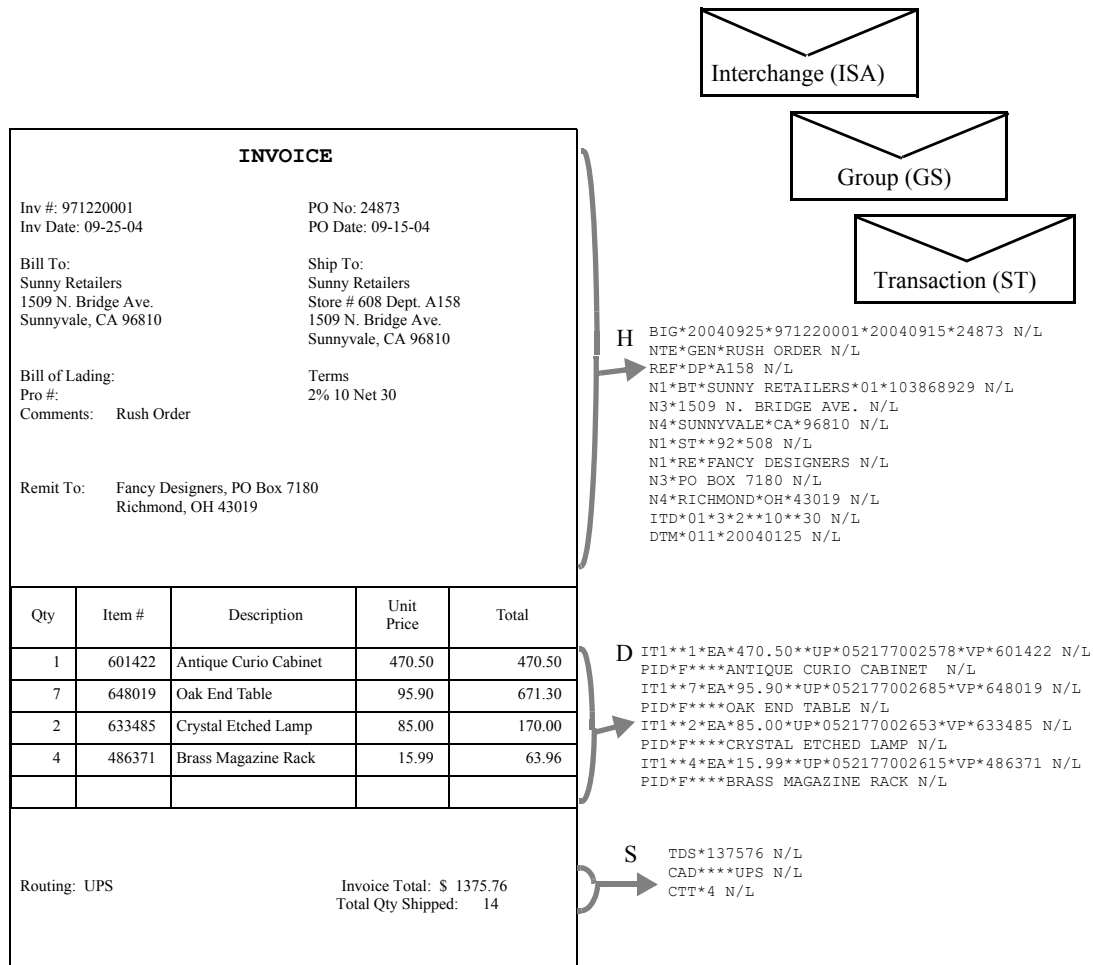 Interchange (ISA)
Group (GS)
Transaction (ST)
INVOICE
Inv #: 971220001 PO No: 24873
Inv Date: 09-25-04 PO Date: 09-15-04
Bill To: Ship To:
Sunny Retailers Sunny Retailers
1509 N. Bridge Ave. Store # 608 Dept. A158
Sunnyvale, CA 96810 1509 N. Bridge Ave.
Sunnyvale, CA 96810
Bill of Lading: Terms
Pro #: 2% 10 Net 30
Comments: Rush Order
Remit To: Fancy Designers, PO Box 7180
Richmond, OH 43019
H
BIG*20040925*971220001*20040915*24873 N/L
NTE*GEN*RUSH ORDER N/L
REF*DP*A158 N/L
N1*BT*SUNNY RETAILERS*01*103868929 N/L
N3*1509 N. BRIDGE AVE. N/L
N4*SUNNYVALE*CA*96810 N/L
N1*ST**92*508 N/L
N1*RE*FANCY DESIGNERS N/L
N3*PO BOX 7180 N/L
N4*RICHMOND*OH*43019 N/L
ITD*01*3*2**10**30 N/L
DTM*011*20040125 N/L
Qty Item # Description Unit Price Total
1 601422 Antique Curio Cabinet 470.50 470.50
7 648019 Oak End Table 95.90 671.30
2 633485 Crystal Etched Lamp 85.00 170.00
4 486371 Brass Magazine Rack 15.99 63.96
D
IT1**1*EA*470.50**UP*052177002578*VP*601422 N/L
PID*F****ANTIQUE CURIO CABINET N/L
IT1**7*EA*95.90**UP*052177002685*VP*648019 N/L
PID*F****OAK END TABLE N/L
IT1**2*EA*85.00*UP*052177002653*VP*633485 N/L
PID*F****CRYSTAL ETCHED LAMP N/L
IT1**4*EA*15.99**UP*052177002615*VP*486371 N/L
PID*F****BRASS MAGAZINE RACK N/L
Routing: UPS Invoice Total: $ 1375.76
Total Qty Shipped: 14
S
TDS*137576 N/L
CAD****UPS N/L
CTT*4 N/L